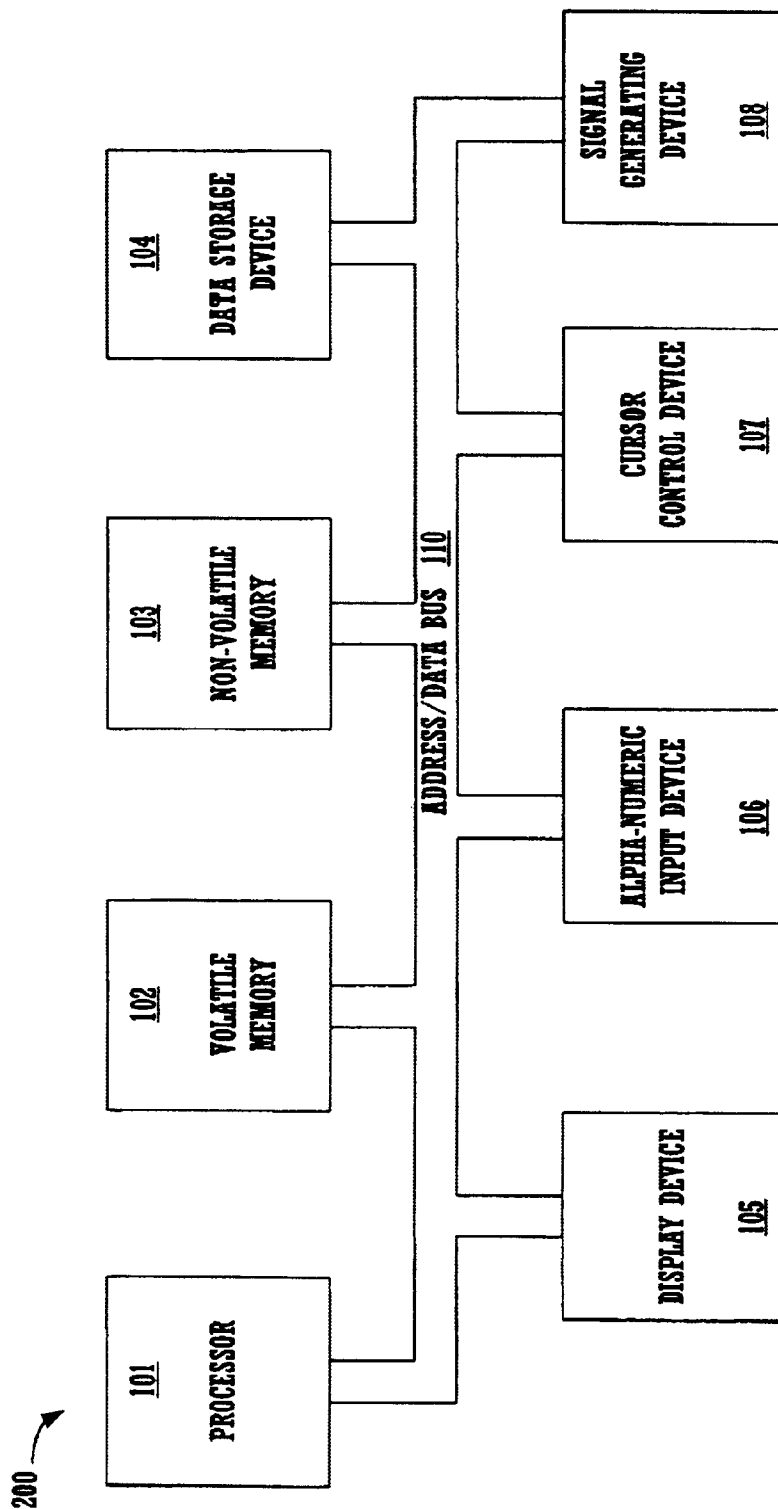 200
101
PROCESSOR
102
VOLATILE
MEMORY
103
NON-VOLATILE
MEMORY
104
DATA STORAGE
DEVICE
ADDRESS/DATA BUS 110
DISPLAY DEVICE
105
ALPHA-NUMERIC
INPUT DEVICE
106
CURSOR
CONTROL DEVICE
107
SIGNAL
GENERATING
DEVICE
108